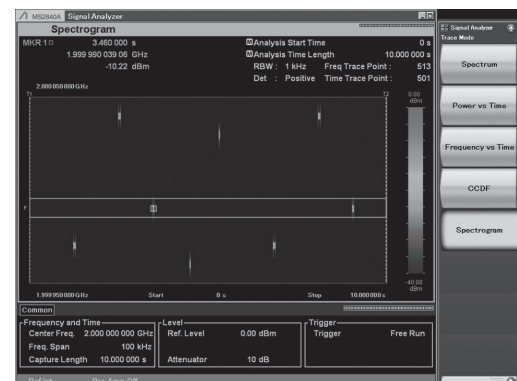 MS2840A Signal Analyzer
Spectrogram
MKR 1 3.460 000 s
1.999 990 039 06 GHz
-10.22 dBm
Analysis Start Time 0 s
Analysis Time Length 10.000 000 s
RBW : 1 kHz Freq Trace Point : 513
Det : Positive Time Trace Point : 501
2.000 050 000 GHz
T1 T2
0.00
dBm
F
-40.00
dBm
1.999 950 000 GHz Start 0 s Stop 10.000 000 s
Common
Frequency and Time
Center Freq. 2.000 000 000 GHz
Freq. Span 100 kHz
Capture Length 10.000 000 s
Level
Ref. Level 0.00 dBm
Attenuator 10 dB
Trigger
Trigger Free Run
Ref.Int Pre-Amp Off
Signal Analyzer
Trace Mode
Spectrum
Power vs Time
Frequency vs Time
CCDF
Spectrogram